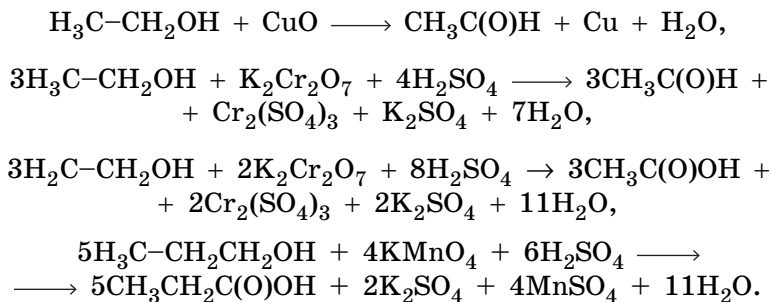 H₃C−CH₂OH + CuO ⟶ CH₃C(O)H + Cu + H₂O,
3H₃C−CH₂OH + K₂Cr₂O₇ + 4H₂SO₄ ⟶ 3CH₃C(O)H +
+ Cr₂(SO₄)₃ + K₂SO₄ + 7H₂O,
3H₂C−CH₂OH + 2K₂Cr₂O₇ + 8H₂SO₄ → 3CH₃C(O)OH +
+ 2Cr₂(SO₄)₃ + 2K₂SO₄ + 11H₂O,
5H₃C−CH₂CH₂OH + 4KMnO₄ + 6H₂SO₄ ⟶
⟶ 5CH₃CH₂C(O)OH + 2K₂SO₄ + 4MnSO₄ + 11H₂O.